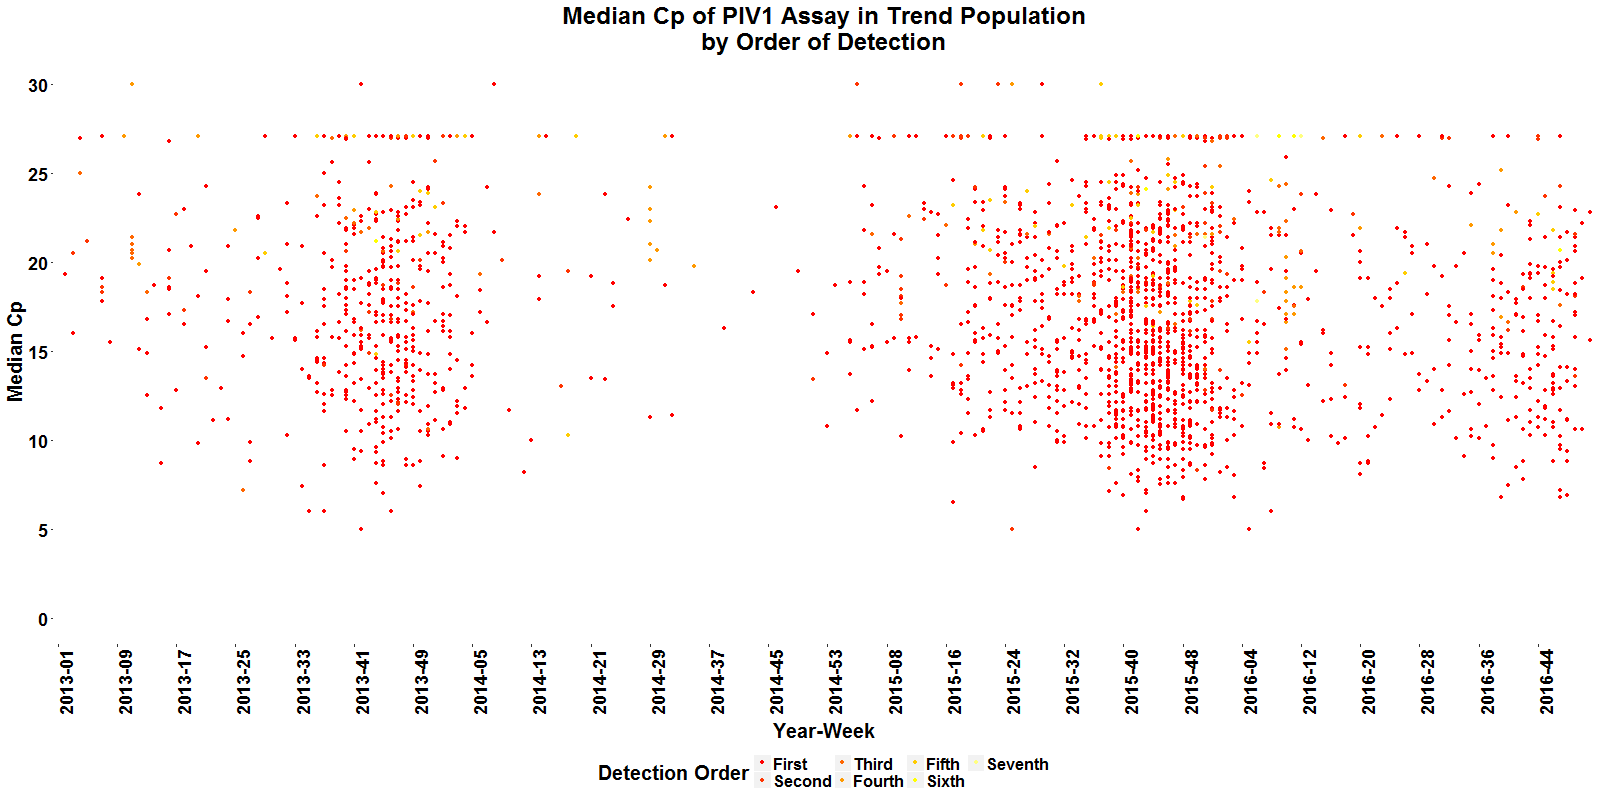 Median Cp of PIV1 Assay in Trend Population
by Order of Detection
30
25
20
15
10
5
0
Median Cp
2013-01 2013-09 2013-17 2013-25 2013-33 2013-41 2013-49 2014-05 2014-13 2014-21 2014-29 2014-37 2014-45 2014-53 2015-08 2015-16 2015-24 2015-32 2015-40 2015-48 2016-04 2016-12 2016-20 2016-28 2016-36 2016-44
Year-Week
Detection Order
First Third Fifth Seventh
Second Fourth Sixth